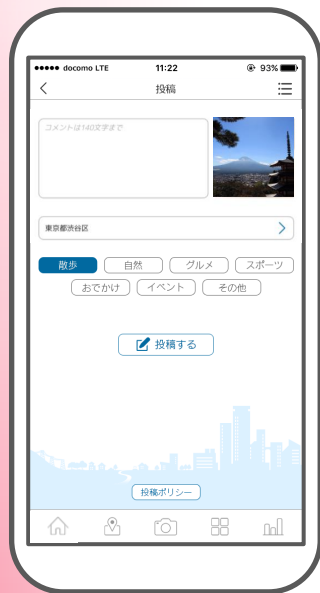 docomo LTE 11:22 93%
投稿
コメントは140文字まで
東京都渋谷区
散歩 自然 グルメ スポーツ
おでかけ イベント その他
投稿する
投稿ポリシー